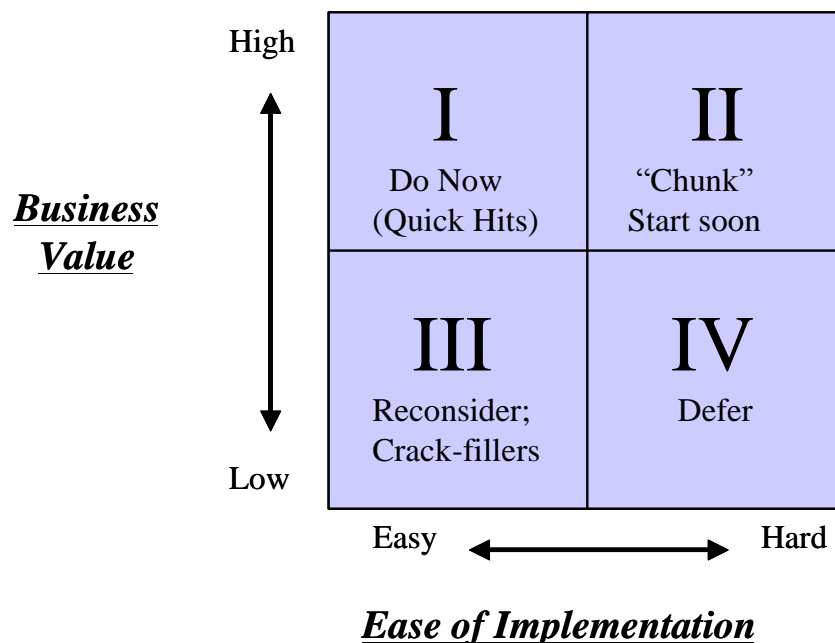 High
I
II
Do Now
(Quick Hits)
“Chunk”
Start soon
Business
Value
III
IV
Reconsider;
Crack-fillers
Defer
Low
Easy
Hard
Ease of Implementation